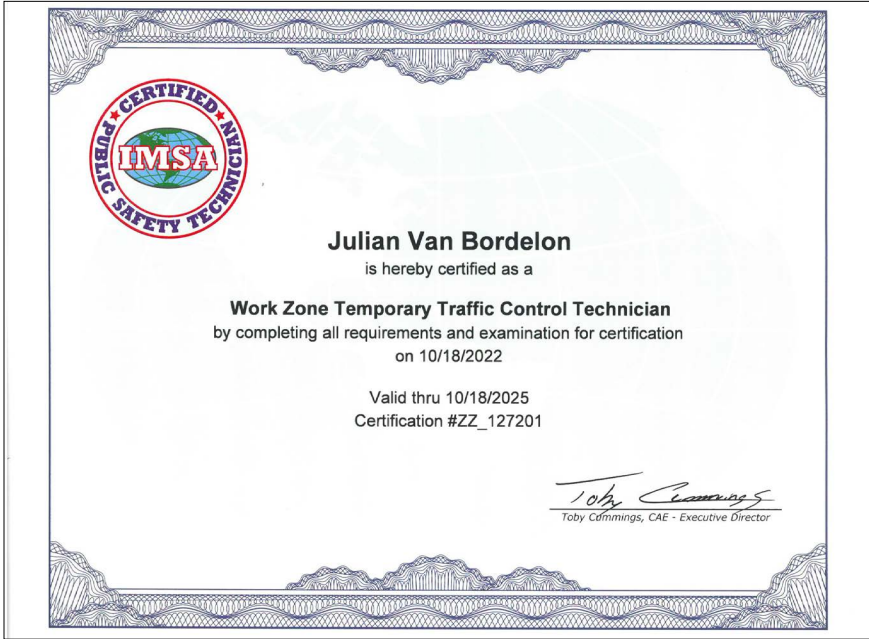 CERTIFIED
PUBLIC SAFETY TECHNICIAN
IMSA
Julian Van Bordelon
is hereby certified as a
Work Zone Temporary Traffic Control Technician
by completing all requirements and examination for certification
on 10/18/2022
Valid thru 10/18/2025
Certification #ZZ_127201
Toby Cummings
Toby Cummings, CAE - Executive Director